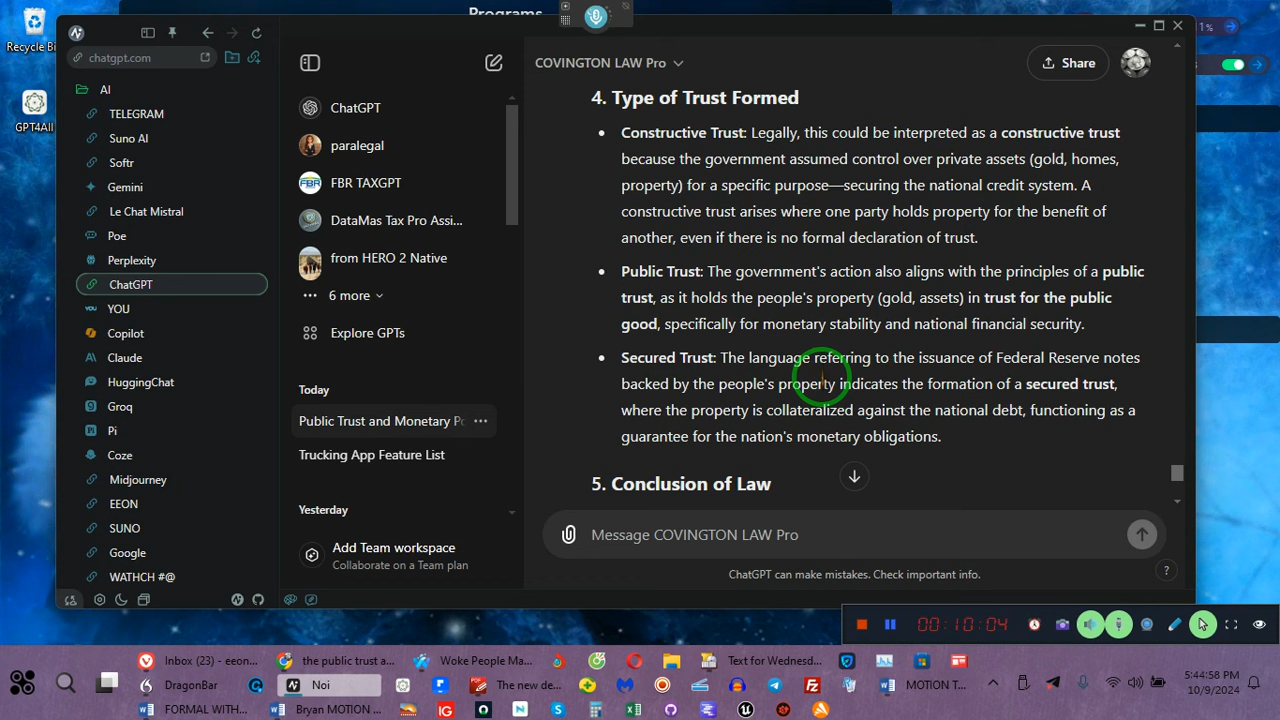 Programs
Recycle Bi
GPT4All
1%
chatgpt.com
AI
TELEGRAM
Suno AI
Softr
Gemini
Le Chat Mistral
Poe
Perplexity
ChatGPT
YOU
Copilot
Claude
HuggingChat
Groq
Pi
Coze
Midjourney
EEON
SUNO
Google
WATHCH #@
ChatGPT
paralegal
FBR TAXGPT
DataMas Tax Pro Assi...
from HERO 2 Native
6 more
Explore GPTs
Today
Public Trust and Monetary Po
Trucking App Feature List
Yesterday
Add Team workspace
Collaborate on a Team plan
COVINGTON LAW Pro
Share
4. Type of Trust Formed
• Constructive Trust: Legally, this could be interpreted as a constructive trust
because the government assumed control over private assets (gold, homes,
property) for a specific purpose—securing the national credit system. A
constructive trust arises where one party holds property for the benefit of
another, even if there is no formal declaration of trust.
• Public Trust: The government's action also aligns with the principles of a public
trust, as it holds the people's property (gold, assets) in trust for the public
good, specifically for monetary stability and national financial security.
• Secured Trust: The language referring to the issuance of Federal Reserve notes
backed by the people's property indicates the formation of a secured trust,
where the property is collateralized against the national debt, functioning as a
guarantee for the nation's monetary obligations.
5. Conclusion of Law
Message COVINGTON LAW Pro
ChatGPT can make mistakes. Check important info.
?
00:10:04
Inbox (23) - eeon...
the public trust a...
Woke People Ma...
Text for Wednesd...
DragonBar
Noi
The new de...
MOTION T...
FORMAL WITH...
Bryan MOTION ...
5:44:58 PM
10/9/2024